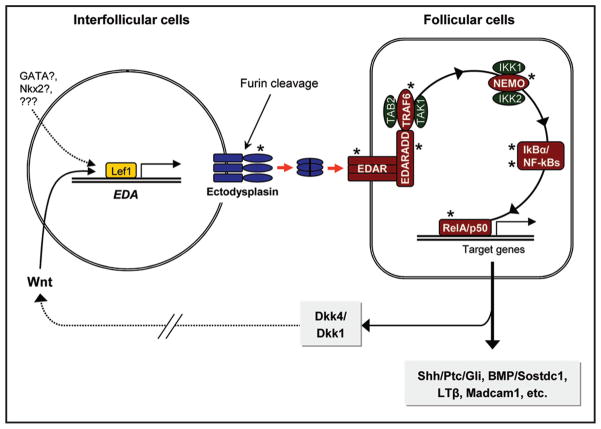 Interfollicular cells
Follicular cells
GATA?,
Nkx2?,
???
Furin cleavage
Lef1
EDA
*
Ectodysplasin
*
EDAR
EDARADD
*
TAB2
TRAF6
*
TAK1
IKK1
NEMO
*
IKK2
*
*
IkBα/
NF-kBs
*
RelA/p50
Target genes
Wnt
Dkk4/
Dkk1
Shh/Ptc/Gli, BMP/Sostdc1,
LTβ, Madcam1, etc.